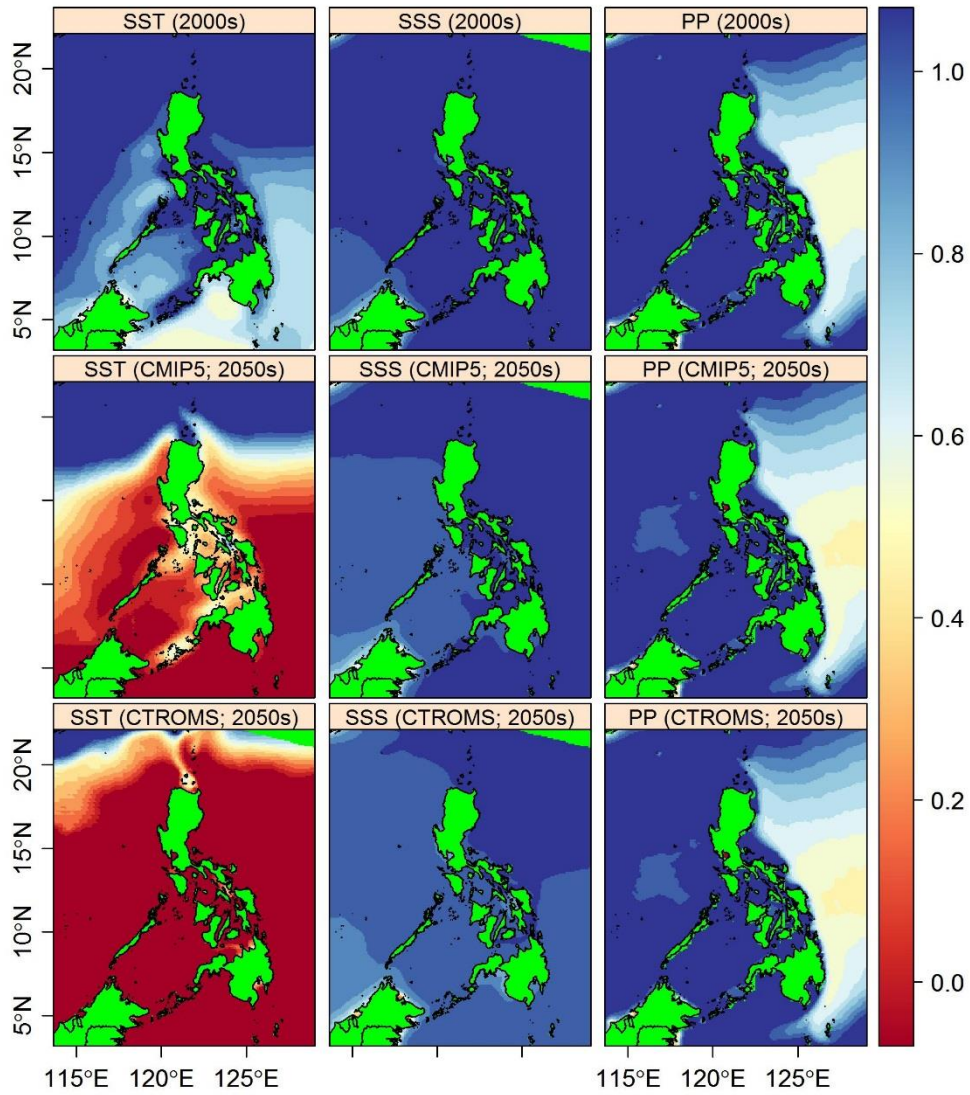 SST (2000s) SSS (2000s) PP (2000s)
20°N
15°N
10°N
5°N
1.0
0.8
0.6
0.4
0.2
0.0
SST (CMIP5; 2050s) SSS (CMIP5; 2050s) PP (CMIP5; 2050s)
SST (CTROMS; 2050s) SSS (CTROMS; 2050s) PP (CTROMS; 2050s)
20°N
15°N
10°N
5°N
115°E 120°E 125°E 115°E 120°E 125°E